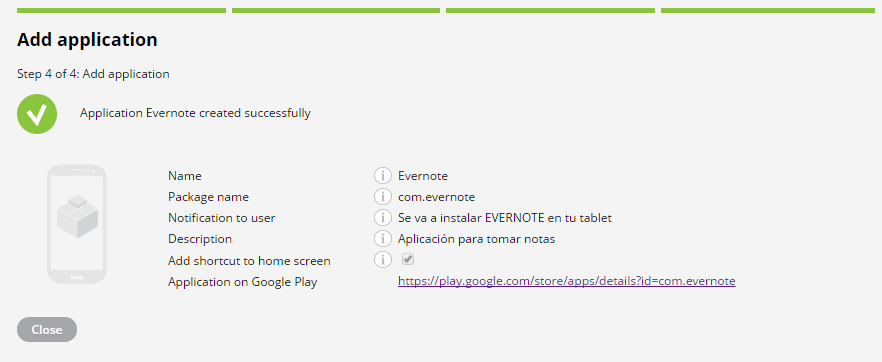 Add application
Step 4 of 4: Add application
Application Evernote created successfully
Name i Evernote
Package name i com.evernote
Notification to user i Se va a instalar EVERNOTE en tu tablet
Description i Aplicación para tomar notas
Add shortcut to home screen i
Application on Google Play https://play.google.com/store/apps/details?id=com.evernote
Close